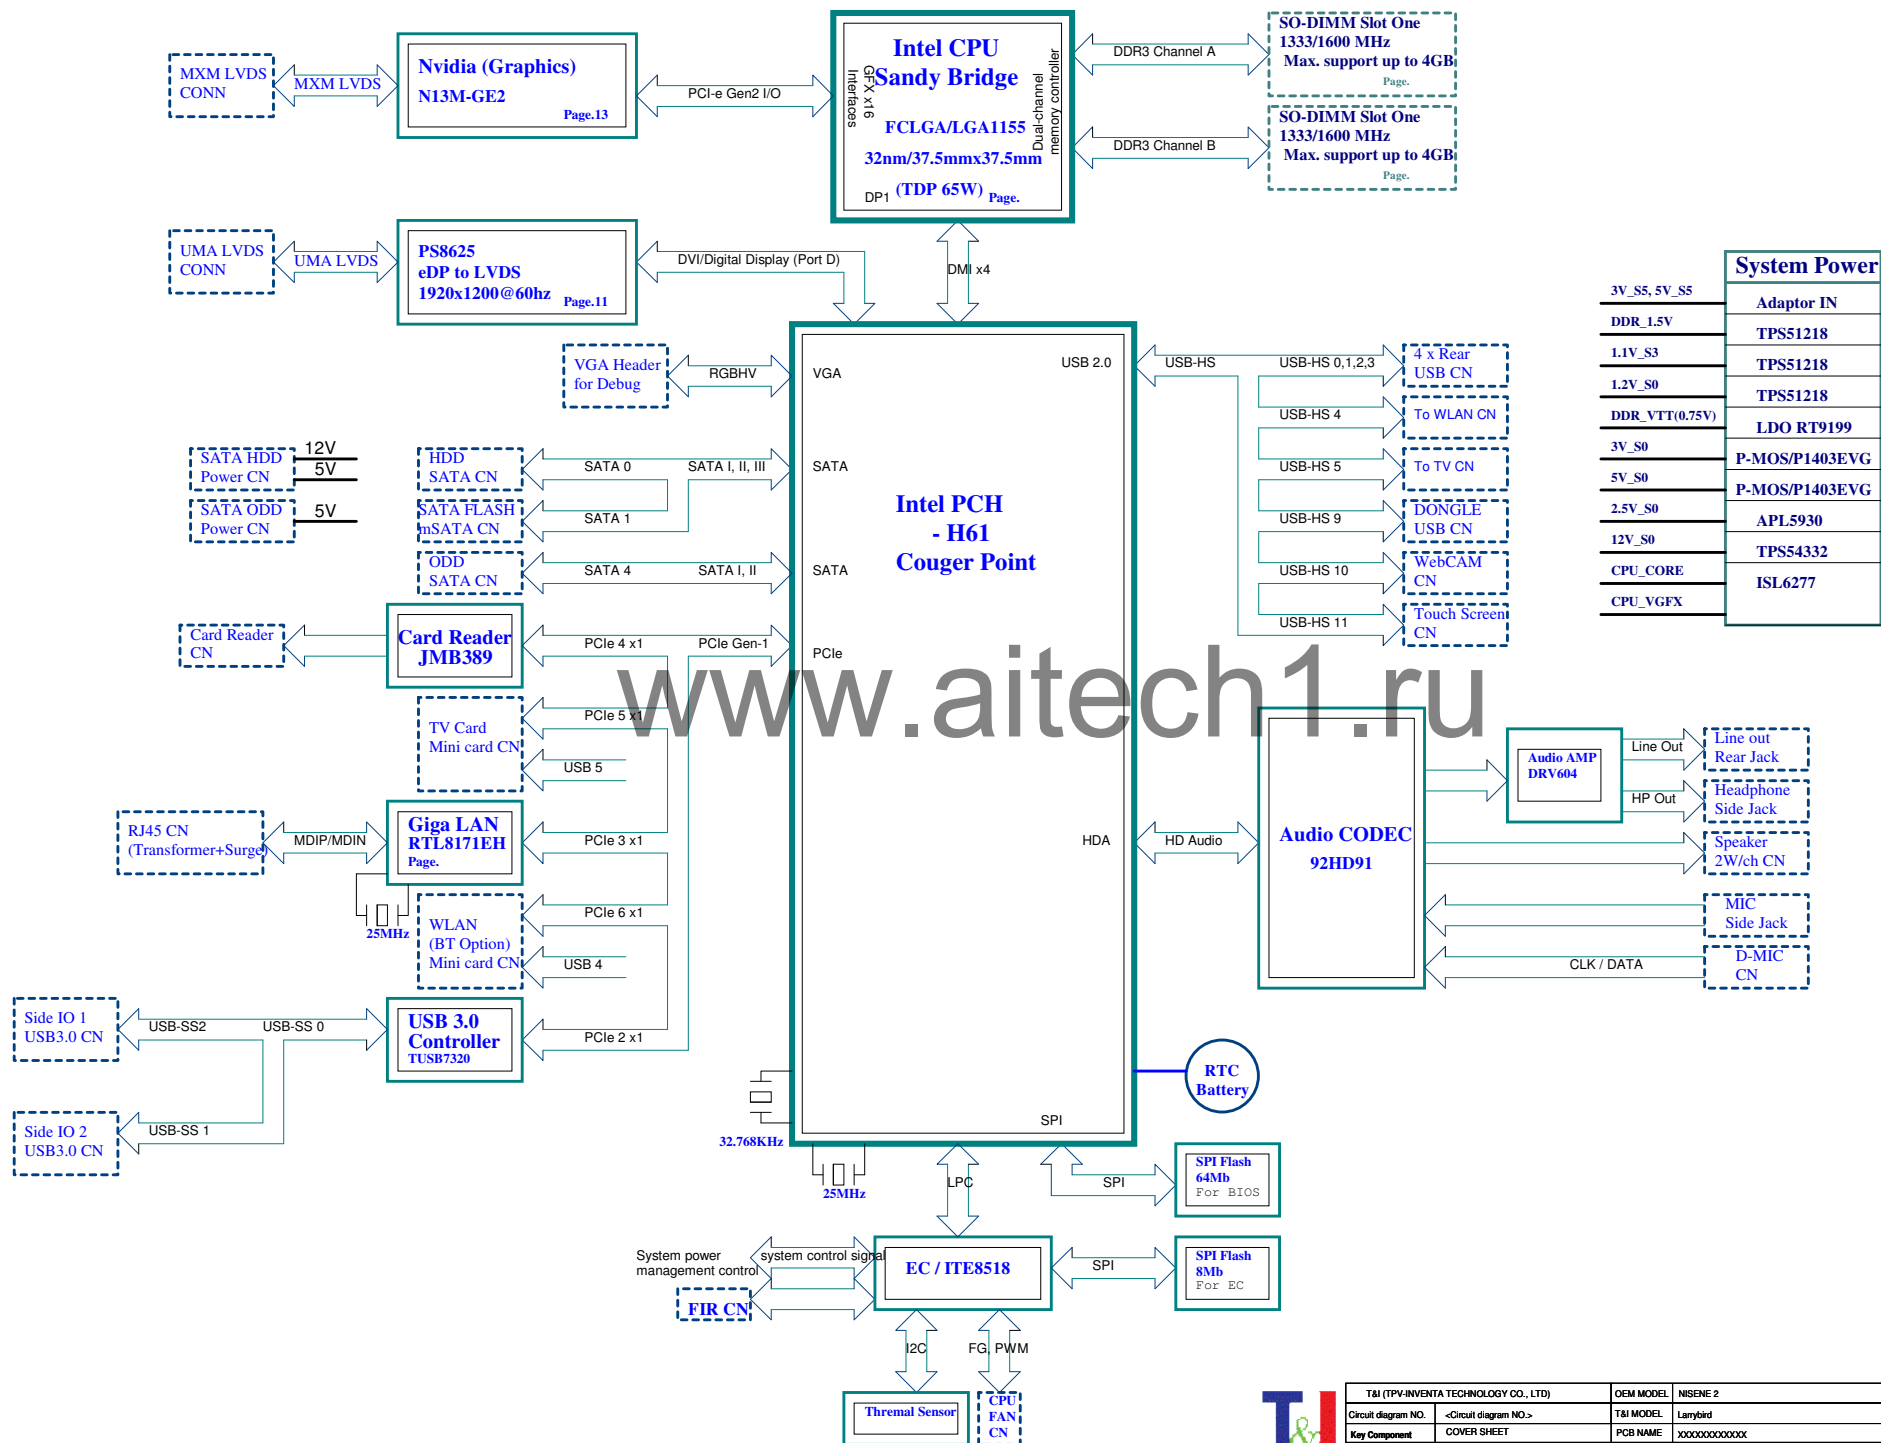 MXM LVDS
CONN
MXM LVDS
Nvidia (Graphics)
N13M-GE2
Page.13
PCI-e Gen2 I/O
Intel CPU
Sandy Bridge
GFX x16
Interfaces
FCLGA/LGA1155
32nm/37.5mmx37.5mm
(TDP 65W) Page.
DP1
Dual-channel
memory controller
DDR3 Channel A
SO-DIMM Slot One
1333/1600 MHz
Max. support up to 4GB
Page.
DDR3 Channel B
SO-DIMM Slot One
1333/1600 MHz
Max. support up to 4GB
Page.
UMA LVDS
CONN
UMA LVDS
PS8625
eDP to LVDS
1920x1200@60hz
Page.11
DVI/Digital Display (Port D)
DMI x4
System Power
3V_S5, 5V_S5
Adaptor IN
DDR_1.5V
TPS51218
1.1V_S3
TPS51218
1.2V_S0
TPS51218
DDR_VTT(0.75V)
LDO RT9199
3V_S0
P-MOS/P1403EVG
5V_S0
P-MOS/P1403EVG
2.5V_S0
APL5930
12V_S0
TPS54332
CPU_CORE
ISL6277
CPU_VGFX
VGA Header
for Debug
RGBHV
VGA
USB 2.0
USB-HS
USB-HS 0,1,2,3
4 x Rear
USB CN
USB-HS 4
To WLAN CN
USB-HS 5
To TV CN
USB-HS 9
DONGLE
USB CN
USB-HS 10
WebCAM
CN
USB-HS 11
Touch Screen
CN
SATA HDD
Power CN
12V
5V
SATA ODD
Power CN
5V
HDD
SATA CN
SATA 0
SATA I, II, III
SATA
SATA FLASH
mSATA CN
SATA 1
ODD
SATA CN
SATA 4
SATA I, II
SATA
Intel PCH
- H61
Couger Point
Card Reader
CN
Card Reader
JMB389
PCIe 4 x1
PCIe Gen-1
PCIe
www.aitech1.ru
TV Card
Mini card CN
PCIe 5 x1
USB 5
RJ45 CN
(Transformer+Surge)
MDIP/MDIN
Giga LAN
RTL8171EH
Page.
PCIe 3 x1
25MHz
WLAN
(BT Option)
Mini card CN
PCIe 6 x1
USB 4
Side IO 1
USB3.0 CN
USB-SS2
USB-SS 0
USB 3.0
Controller
TUSB7320
PCIe 2 x1
Side IO 2
USB3.0 CN
USB-SS 1
HDA
HD Audio
Audio CODEC
92HD91
Audio AMP
DRV604
Line Out
Line out
Rear Jack
HP Out
Headphone
Side Jack
Speaker
2W/ch CN
MIC
Side Jack
CLK / DATA
D-MIC
CN
RTC
Battery
32.768KHz
25MHz
SPI
LPC
SPI
SPI Flash
64Mb
For BIOS
System power
management control
system control signal
EC / ITE8518
SPI
SPI Flash
8Mb
For EC
FIR CN
I2C
FG, PWM
Thremal Sensor
CPU
FAN
CN
T&I
T&I (TPV-INVENTA TECHNOLOGY CO., LTD)
OEM MODEL
NISENE 2
Circuit diagram NO.
<Circuit diagram NO.>
T&I MODEL
Larrybird
Key Component
COVER SHEET
PCB NAME
XXXXXXXXXXXX